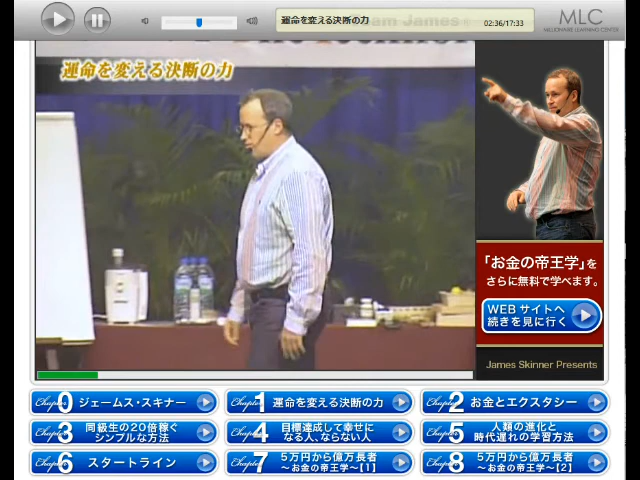 運命を変える決断の力
02:36/17:33
MLC
MILLIONAIRE LEARNING CENTER
運命を変える決断の力
「お金の帝王学」を
さらに無料で学べます。
WEBサイトへ
続きを見に行く
James Skinner Presents
Chapter 0 ジェームス・スキナー
Chapter 1 運命を変える決断の力
Chapter 2 お金とエクスタシー
Chapter 3 同級生の20倍稼ぐ
シンプルな方法
Chapter 4 目標達成して幸せに
なる人、ならない人
Chapter 5 人類の進化と
時代遅れの学習方法
Chapter 6 スタートライン
Chapter 7 5万円から億万長者
～お金の帝王学～【1】
Chapter 8 5万円から億万長者
～お金の帝王学～【2】